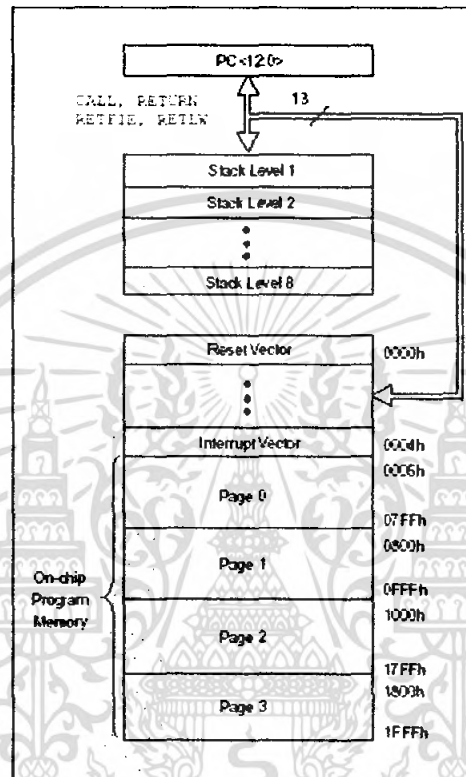 PC<12:0>
CALL, RETURN
RETFIE, RETLW
13
Stack Level 1
Stack Level 2
Stack Level 8
Reset Vector
0000h
Interrupt Vector
0004h
0005h
Page 0
07FFh
0800h
Page 1
0FFFh
1000h
On-chip
Program
Memory
Page 2
17FFh
1800h
Page 3
1FFFh